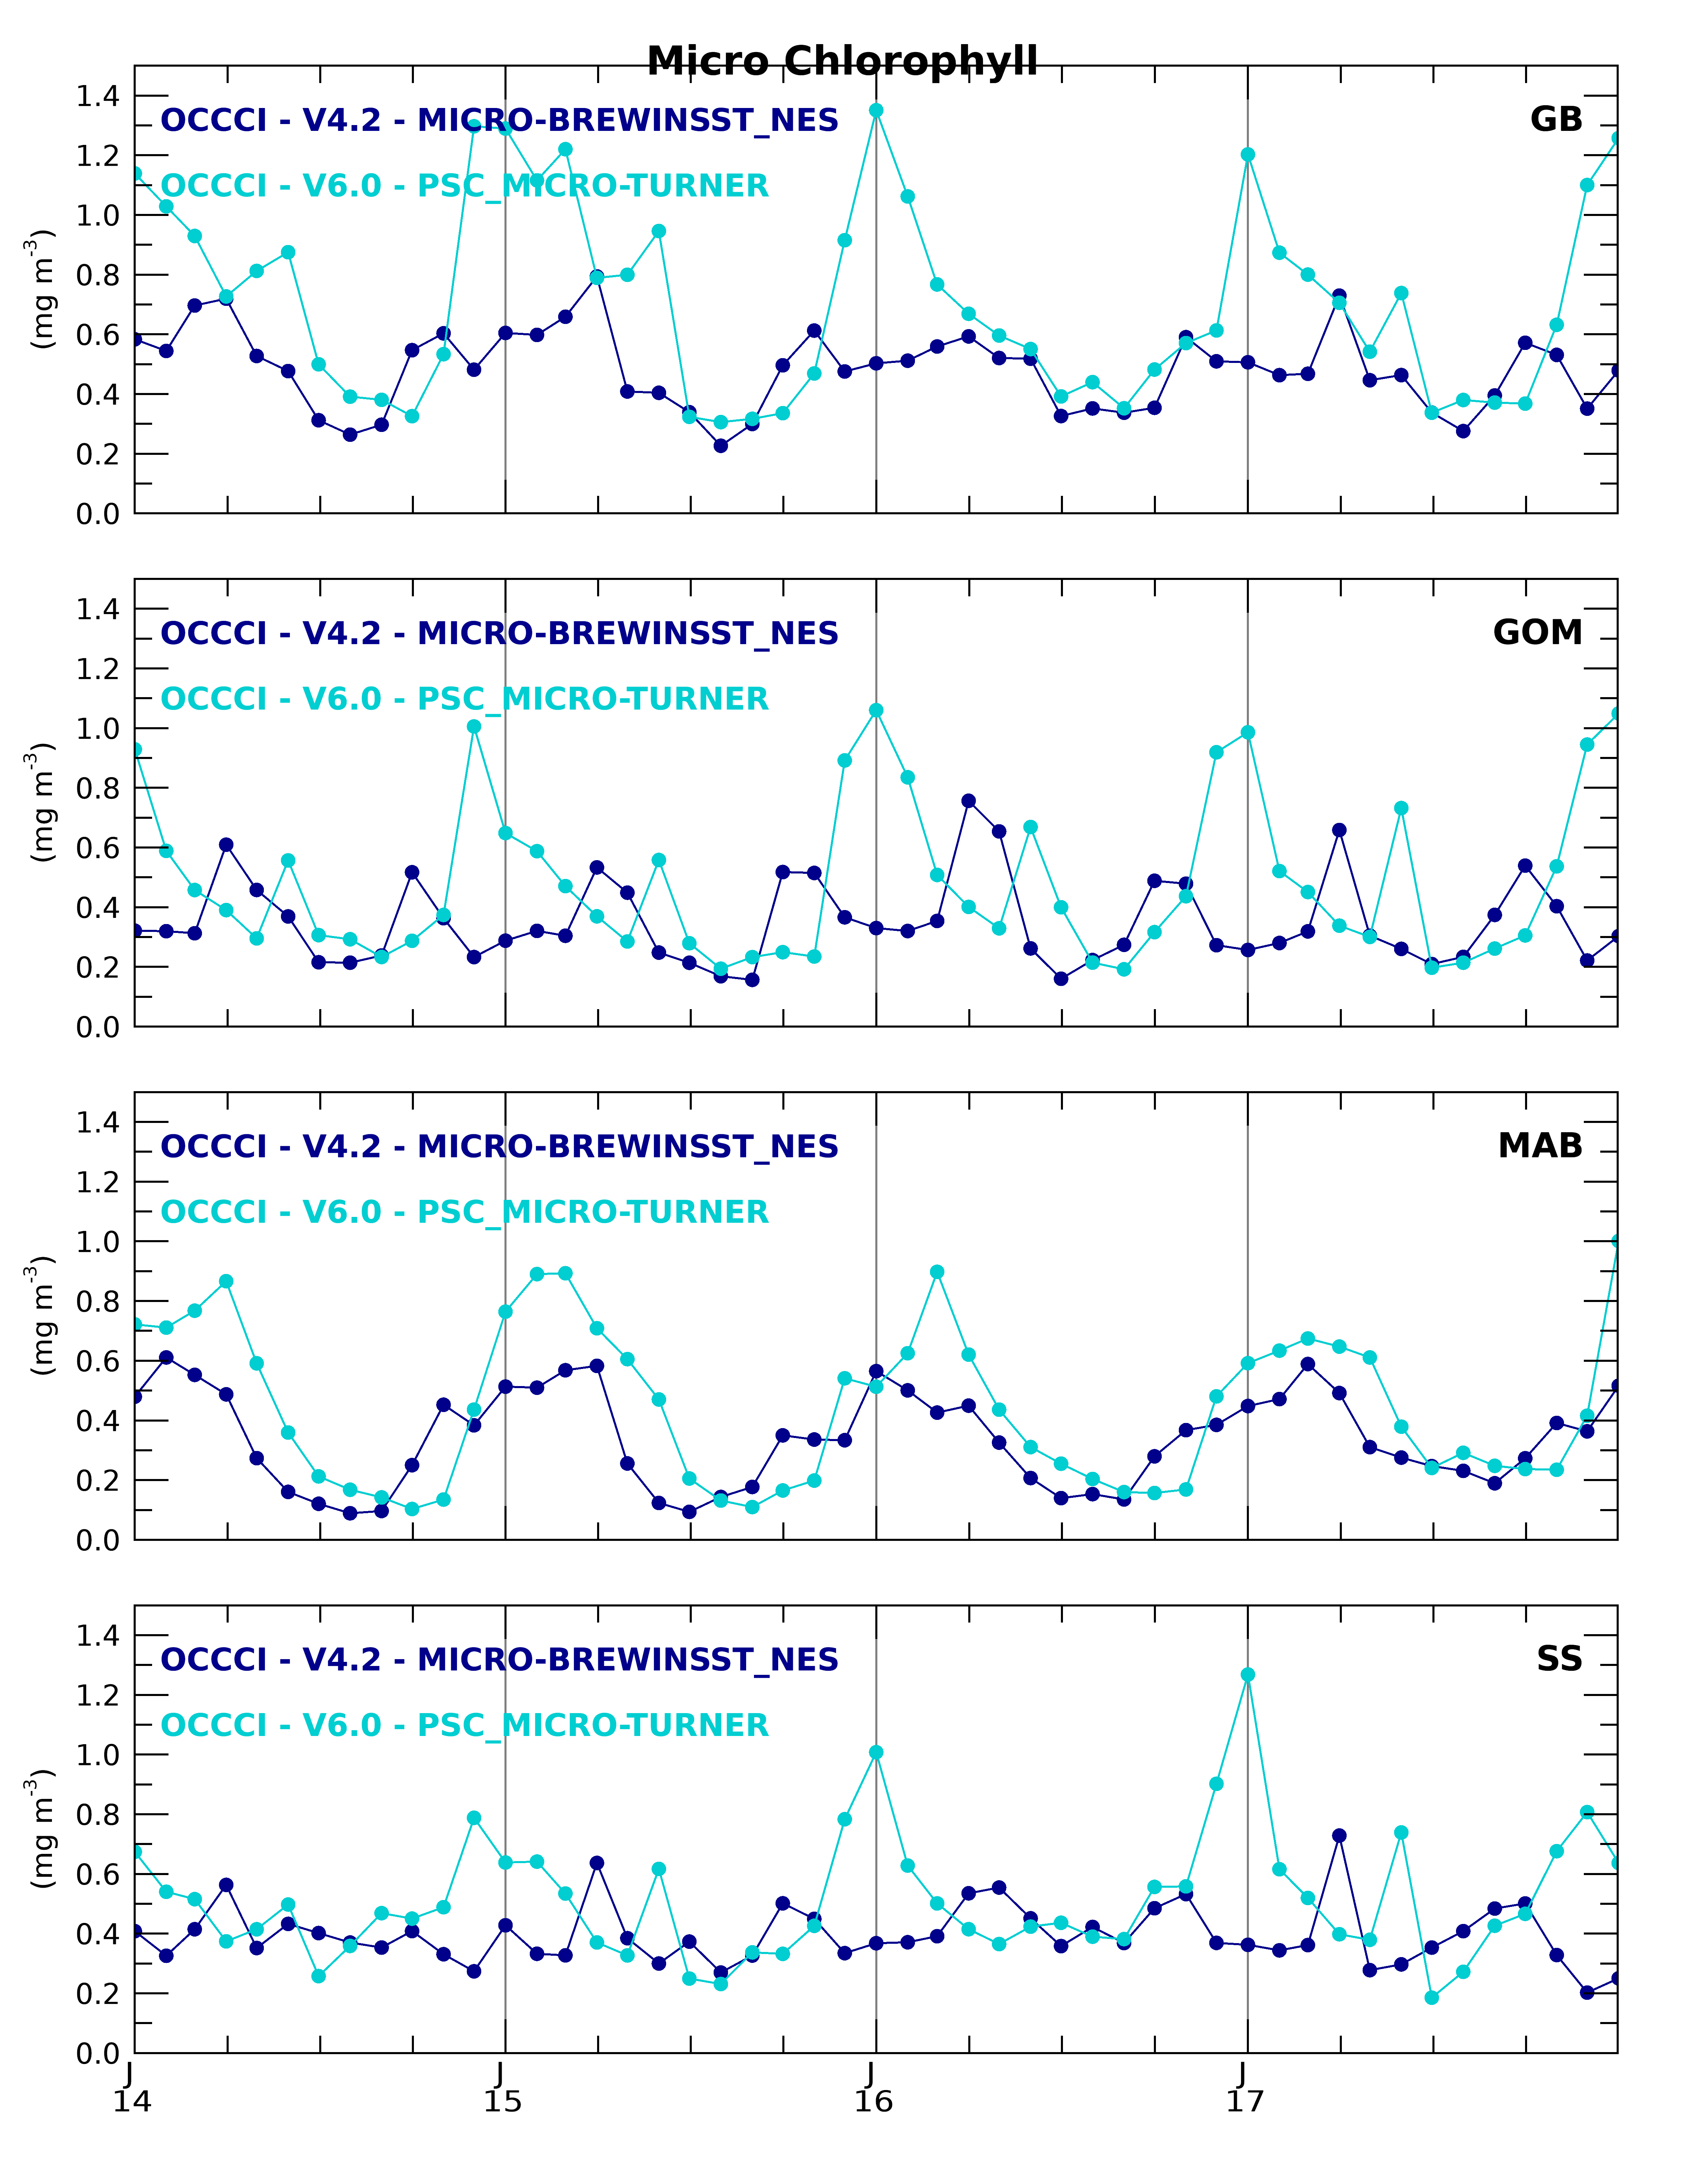 Micro Chlorophyll
1.4
1.2
1.0
0.8
0.6
0.4
0.2
0.0
(mg m-3)
OCCCI - V4.2 - MICRO-BREWINSST_NES
OCCCI - V6.0 - PSC_MICRO-TURNER
GB
1.4
1.2
1.0
0.8
0.6
0.4
0.2
0.0
(mg m-3)
OCCCI - V4.2 - MICRO-BREWINSST_NES
OCCCI - V6.0 - PSC_MICRO-TURNER
GOM
1.4
1.2
1.0
0.8
0.6
0.4
0.2
0.0
(mg m-3)
OCCCI - V4.2 - MICRO-BREWINSST_NES
OCCCI - V6.0 - PSC_MICRO-TURNER
MAB
1.4
1.2
1.0
0.8
0.6
0.4
0.2
0.0
(mg m-3)
OCCCI - V4.2 - MICRO-BREWINSST_NES
OCCCI - V6.0 - PSC_MICRO-TURNER
SS
J J J J
14 15 16 17